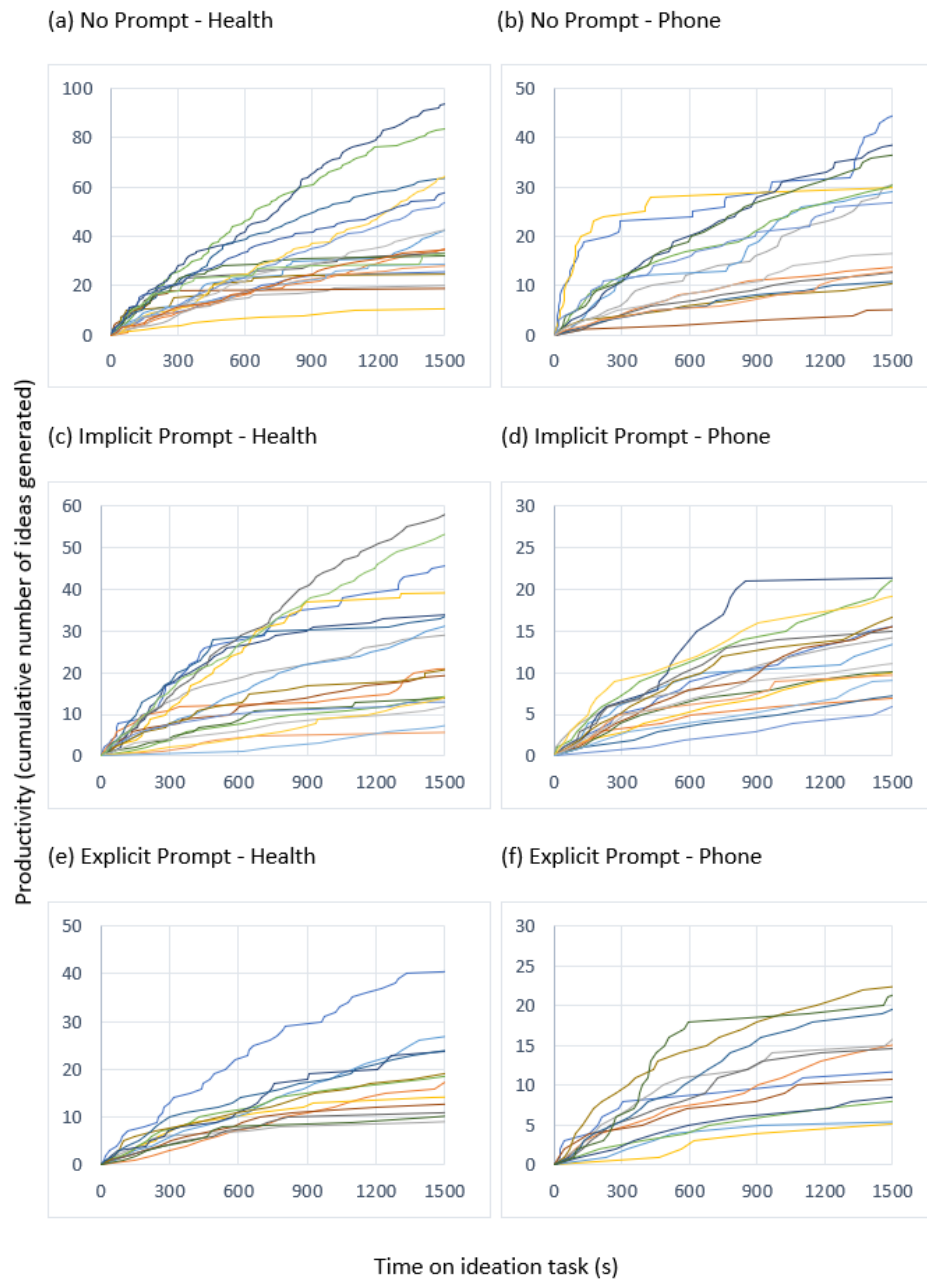 (a) No Prompt - Health
(b) No Prompt - Phone
100
80
60
40
20
0
0 300 600 900 1200 1500
50
40
30
20
10
0
0 300 600 900 1200 1500
(c) Implicit Prompt - Health
(d) Implicit Prompt - Phone
60
50
40
30
20
10
0
0 300 600 900 1200 1500
30
25
20
15
10
5
0
0 300 600 900 1200 1500
(e) Explicit Prompt - Health
(f) Explicit Prompt - Phone
50
40
30
20
10
0
0 300 600 900 1200 1500
30
25
20
15
10
5
0
0 300 600 900 1200 1500
Productivity (cumulative number of ideas generated)
Time on ideation task (s)